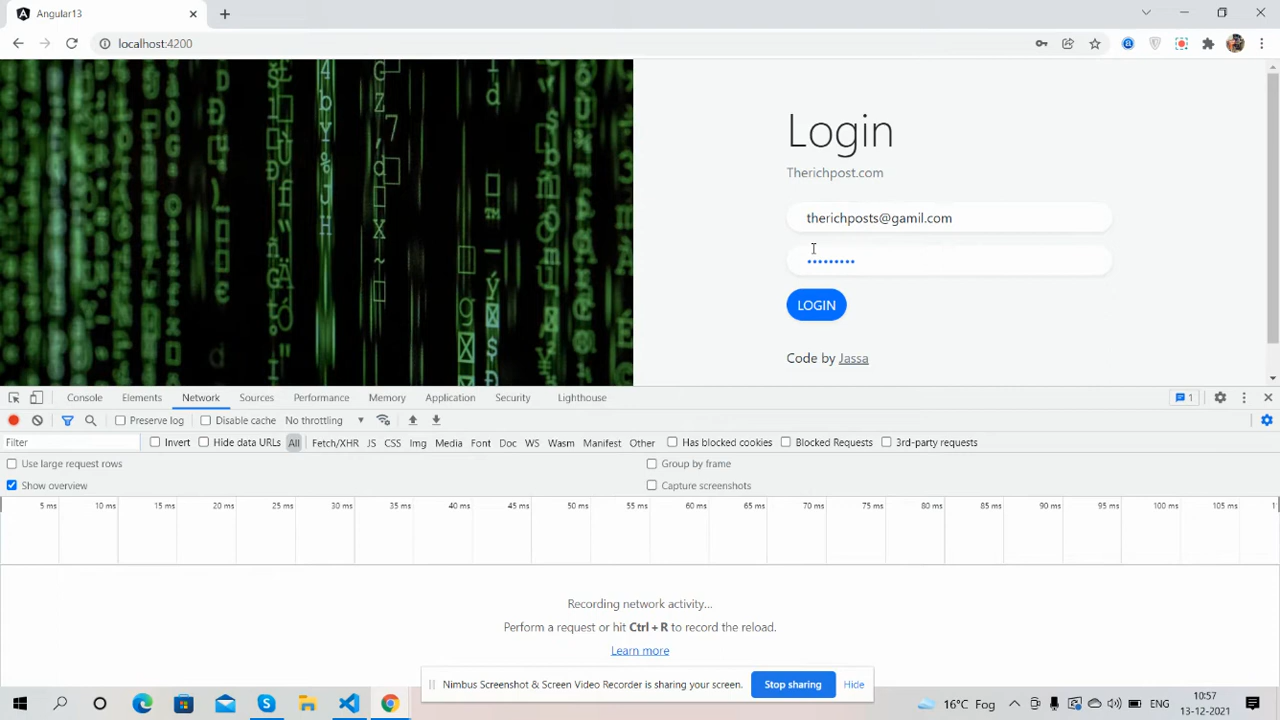 Angular13
localhost:4200
Login
Therichpost.com
therichposts@gamil.com
LOGIN
Code by Jassa
Console Elements Network Sources Performance Memory Application Security Lighthouse 1
Preserve log Disable cache No throttling
Filter Invert Hide data URLs All Fetch/XHR JS CSS Img Media Font Doc WS Wasm Manifest Other Has blocked cookies Blocked Requests 3rd-party requests
Use large request rows Group by frame
Show overview Capture screenshots
5 ms 10 ms 15 ms 20 ms 25 ms 30 ms 35 ms 40 ms 45 ms 50 ms 55 ms 60 ms 65 ms 70 ms 75 ms 80 ms 85 ms 90 ms 95 ms 100 ms 105 ms 1
Recording network activity...
Perform a request or hit Ctrl + R to record the reload.
Learn more
Nimbus Screenshot & Screen Video Recorder is sharing your screen. Stop sharing Hide
16°C Fog ENG 10:57
13-12-2021